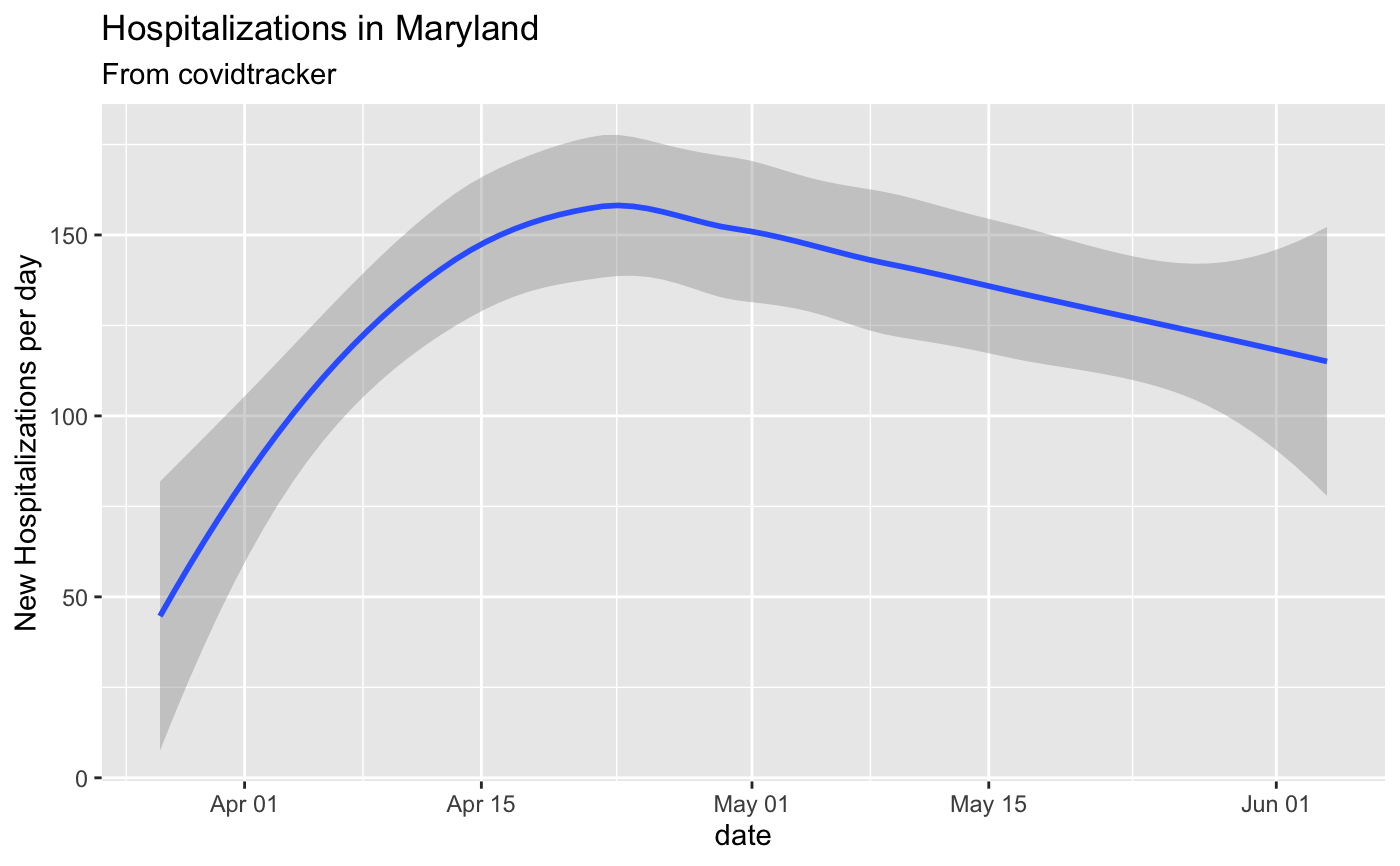 Hospitalizations in Maryland
From covidtracker
New Hospitalizations per day
150
100
50
0
Apr 01 Apr 15 May 01 May 15 Jun 01
date